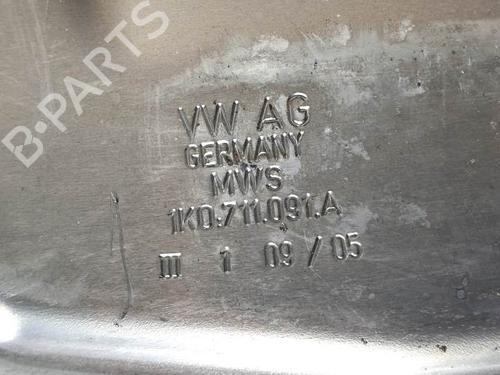 B-PARTS
VW AG
GERMANY
MWS
1K0.711.091.A
III 1 09/05